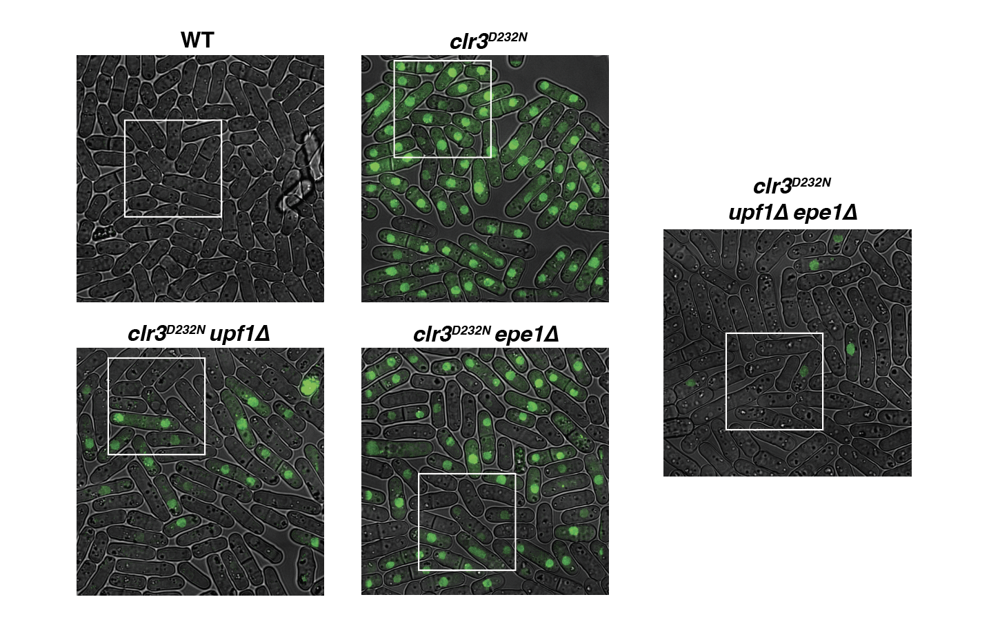 WT
clr3D232N
clr3D232N
upf1Δ epe1Δ
clr3D232N upf1Δ
clr3D232N epe1Δ